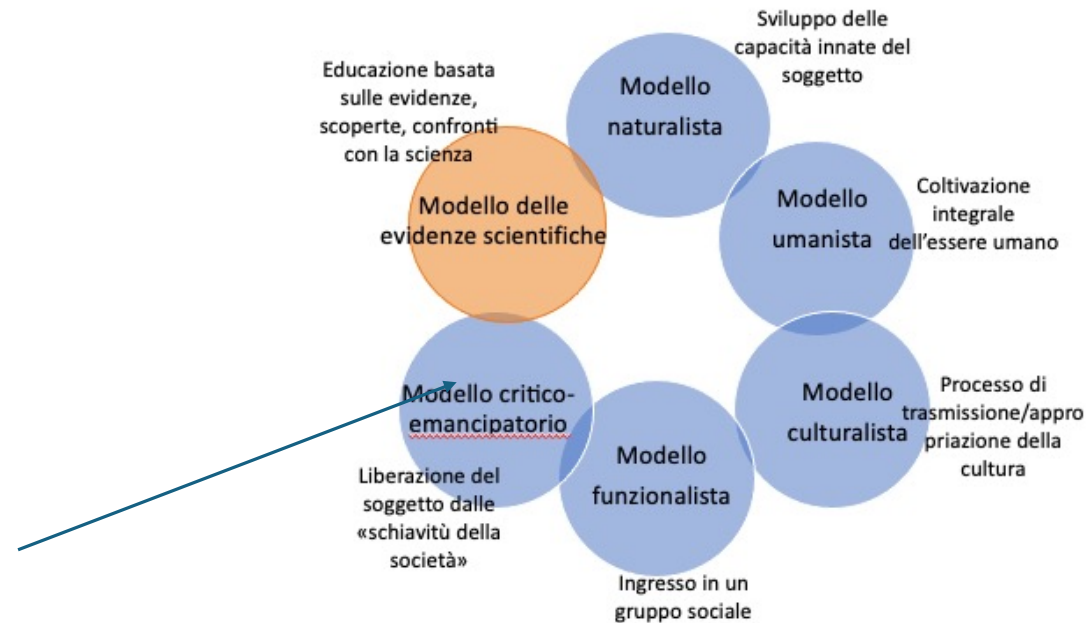 Sviluppo delle
capacità innate del
soggetto
Modello
naturalista
Educazione basata
sulle evidenze,
scoperte, confronti
con la scienza
Modello delle
evidenze scientifiche
Modello
umanista
Coltivazione
integrale
dell'essere umano
Modello critico-
emancipatorio
Liberazione del
soggetto dalle
«schiavitù della
società»
Modello
funzionalista
Ingresso in un
gruppo sociale
Modello
culturalista
Processo di
trasmissione/appro
priazione della
cultura